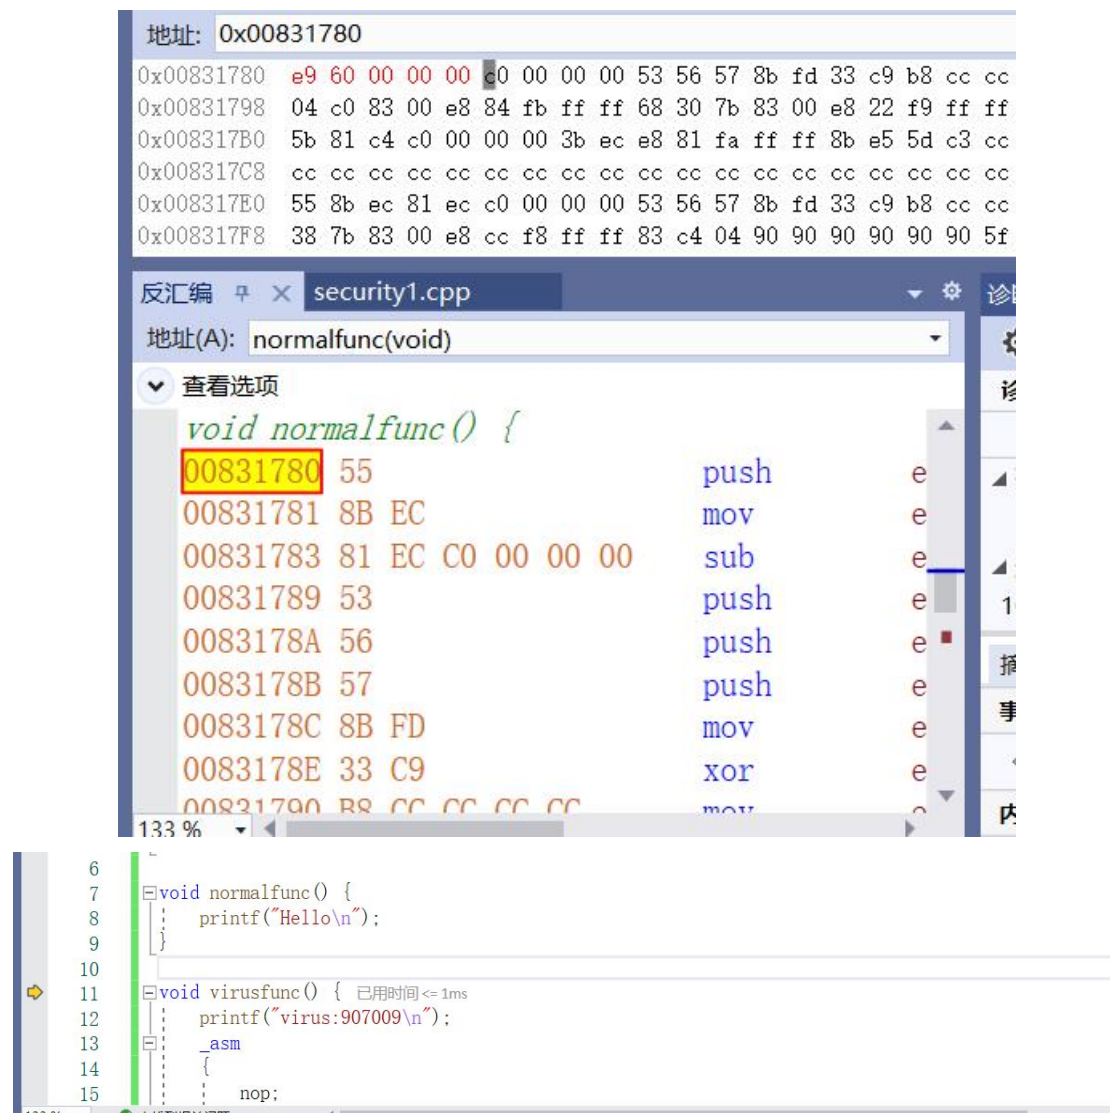 地址: 0x00831780
0x00831780 e9 60 00 00 00 c0 00 00 00 53 56 57 8b fd 33 c9 b8 cc cc
0x00831798 04 c0 83 00 e8 84 fb ff ff 68 30 7b 83 00 e8 22 f9 ff ff
0x008317B0 5b 81 c4 c0 00 00 00 3b ec e8 81 fa ff ff 8b e5 5d c3 cc
0x008317C8 cc cc cc cc cc cc cc cc cc cc cc cc cc cc cc cc cc cc cc
0x008317E0 55 8b ec 81 ec c0 00 00 00 53 56 57 8b fd 33 c9 b8 cc cc
0x008317F8 38 7b 83 00 e8 cc f8 ff ff 83 c4 04 90 90 90 90 90 90 5f
反汇编 security1.cpp
地址(A): normalfunc(void)
查看选项
void normalfunc() {
00831780 55 push e
00831781 8B EC mov e
00831783 81 EC C0 00 00 00 sub e
00831789 53 push e
0083178A 56 push e
0083178B 57 push e
0083178C 8B FD mov e
0083178E 33 C9 xor e
00831790 B8 CC CC CC CC mov
133 %
6
7 void normalfunc() {
8 printf("Hello\n");
9 }
10
11 void virusfunc() { 已用时间 <= 1ms
12 printf("virus:907009\n");
13 _asm
14 {
15 nop;